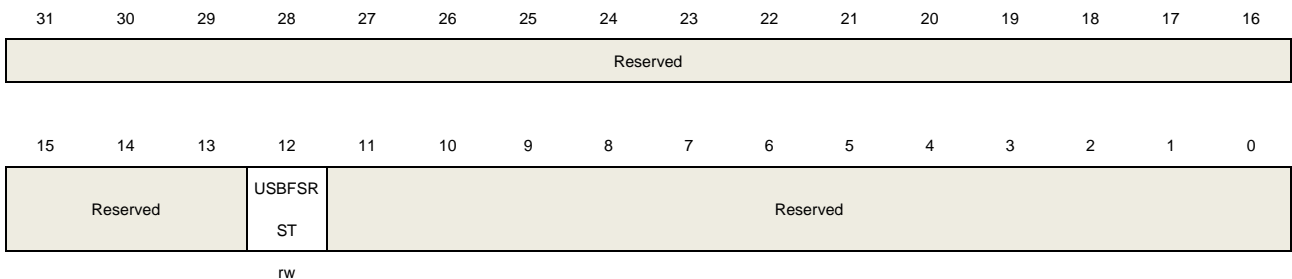 31 30 29 28 27 26 25 24 23 22 21 20 19 18 17 16
Reserved
15 14 13 12 11 10 9 8 7 6 5 4 3 2 1 0
Reserved USBFSR ST Reserved
rw